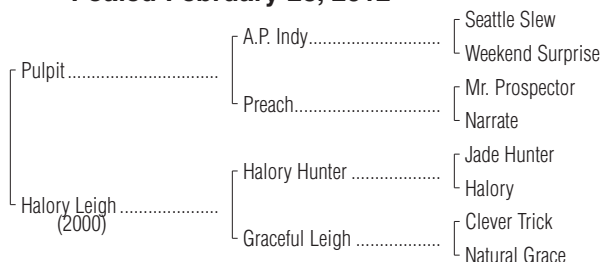 Foaled February 28, 2012
Seattle Slew
A.P. Indy..............................
Weekend Surprise
Pulpit..................................
Mr. Prospector
Preach.................................
Narrate
Jade Hunter
Halory Hunter ....................
Halory
Halory Leigh ......................
(2000)
Clever Trick
Graceful Leigh ...................
Natural Grace